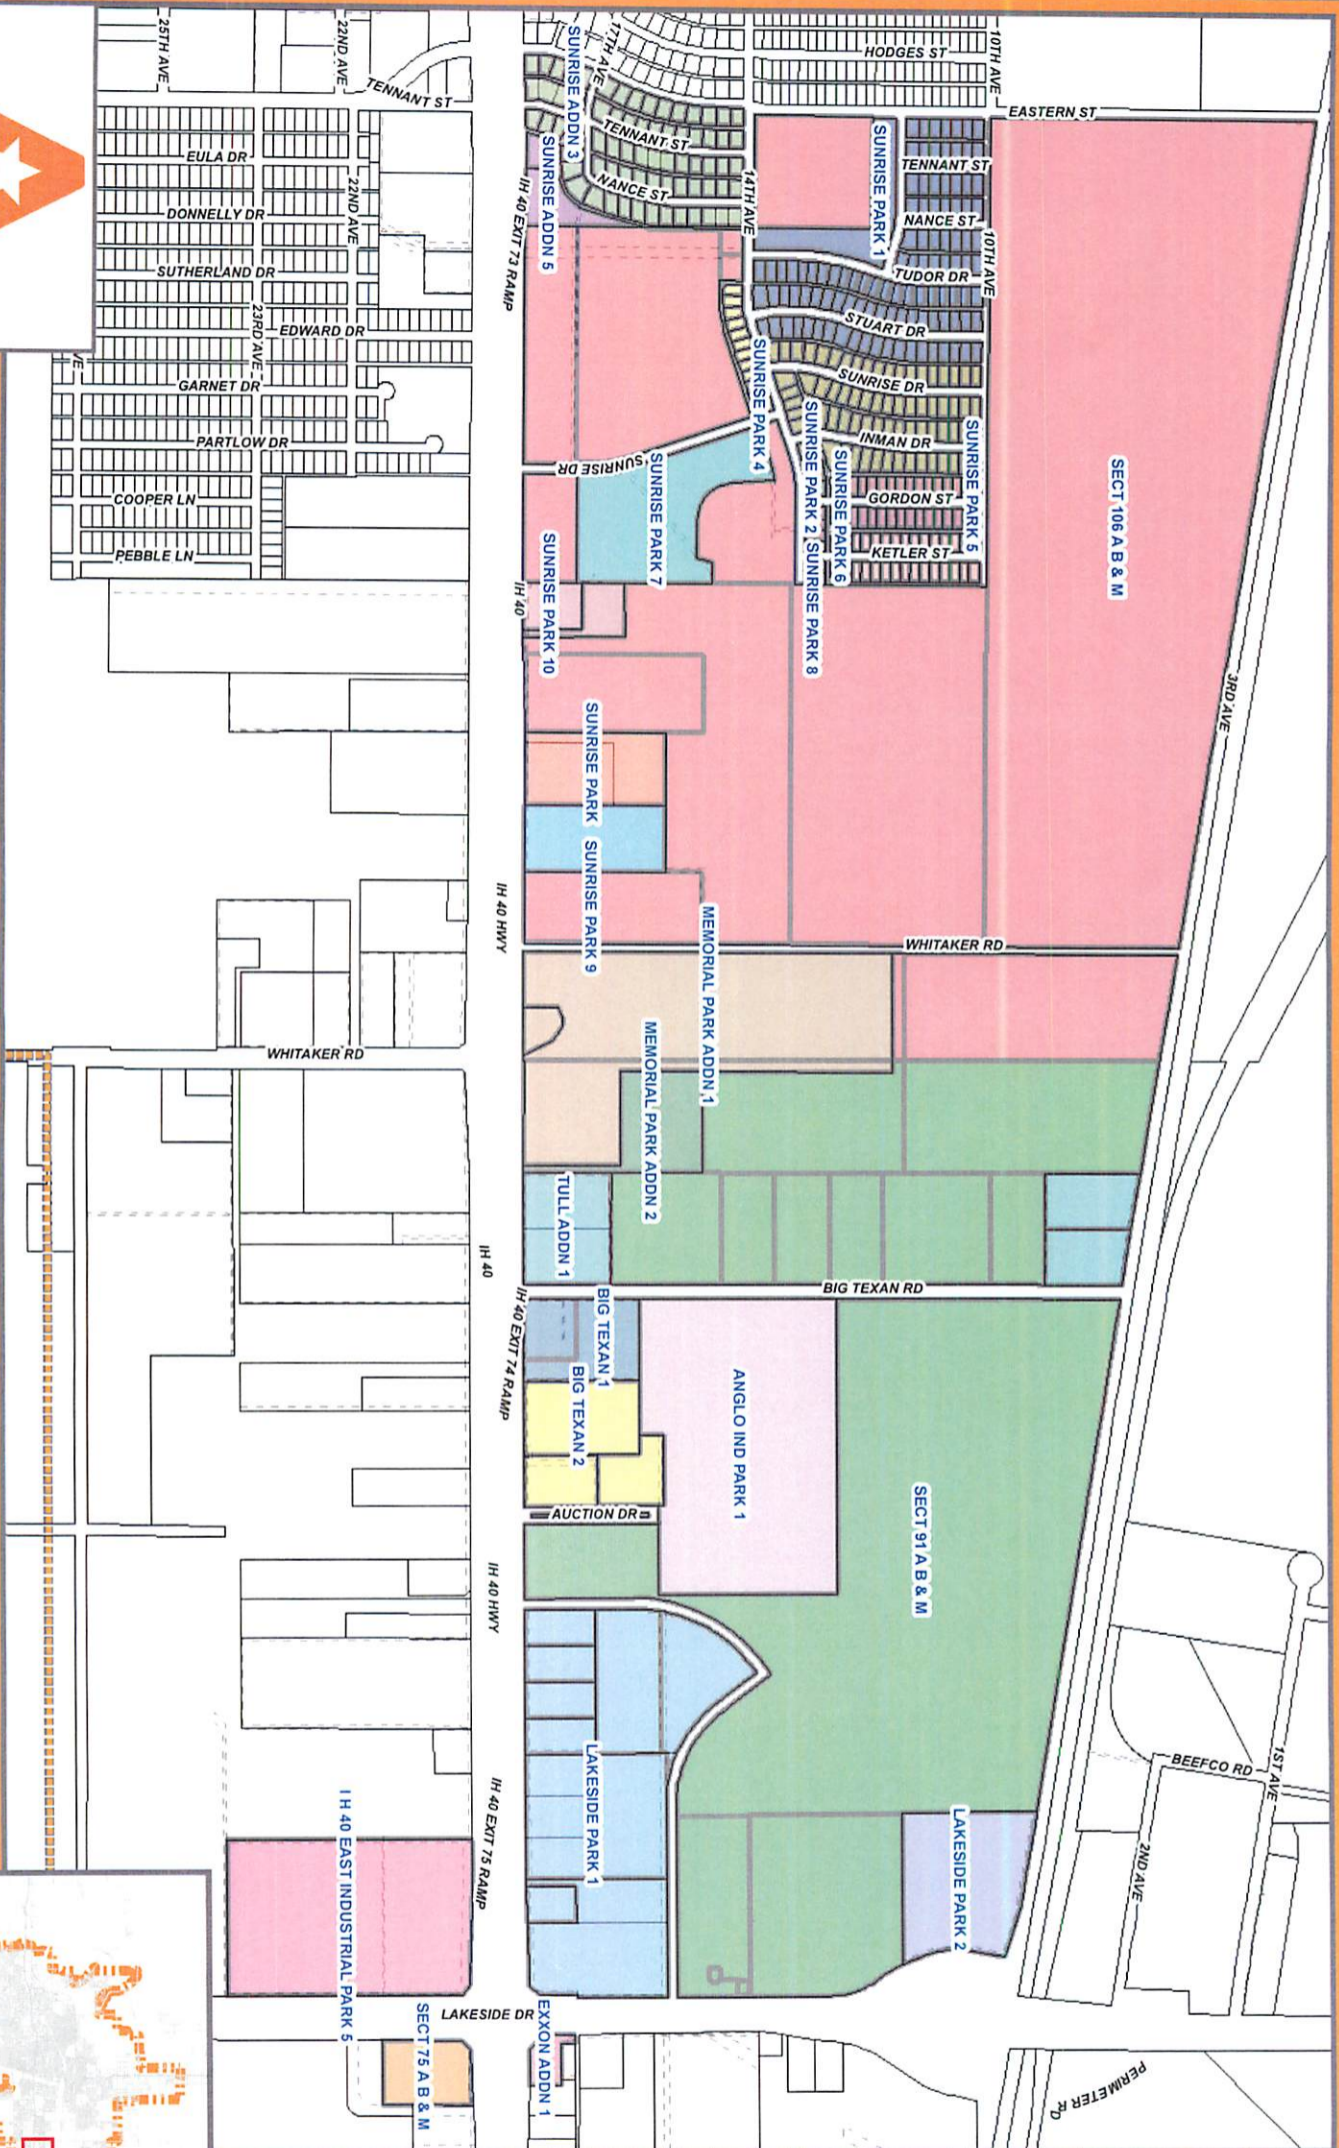 25TH AVE
22ND AVE
TENNANT ST
17TH AVE
HODGES ST
10TH AVE
EASTERN ST
SUNRISE ADDN 3
TENNANT ST
NANCE ST
SUNRISE ADDN 5
IH 40 EXIT 73 RAMP
14TH AVE
SUNRISE PARK 1
TENNANT ST
NANCE ST
10TH AVE
TUDOR DR
STUART DR
SUNRISE DR
INMAN DR
GORDON ST
KETLER ST
EULA DR
DONNELLY DR
22ND AVE
SUTHERLAND DR
23RD AVE
EDWARD DR
VE
GARNET DR
PARTLOW DR
COOPER LN
PEBBLE LN
SUNRISE PARK 4
SUNRISE PARK 2
SUNRISE PARK 6
SUNRISE PARK 5
SUNRISE PARK 8
SECT 106 A B & M
SUNRISE DR
SUNRISE PARK 7
SUNRISE PARK 10
IH 40
3RD AVE
SUNRISE PARK
SUNRISE PARK 9
IH 40 HWY
WHITAKER RD
MEMORIAL PARK ADDN 1
MEMORIAL PARK ADDN 2
WHITAKER RD
TULL ADDN 1
IH 40
BIG TEXAN RD
IH 40 EXIT 74 RAMP
BIG TEXAN 1
BIG TEXAN 2
ANGLO IND PARK 1
AUCTION DR
SECT 91 A B & M
IH 40 HWY
LAKESIDE PARK 1
IH 40 EXIT 75 RAMP
I H 40 EAST INDUSTRIAL PARK 5
LAKESIDE PARK 2
BEEFCO RD
1ST AVE
2ND AVE
LAKESIDE DR
SECT 75 A B & M
EXXON ADDN 1
PERIMETER RD